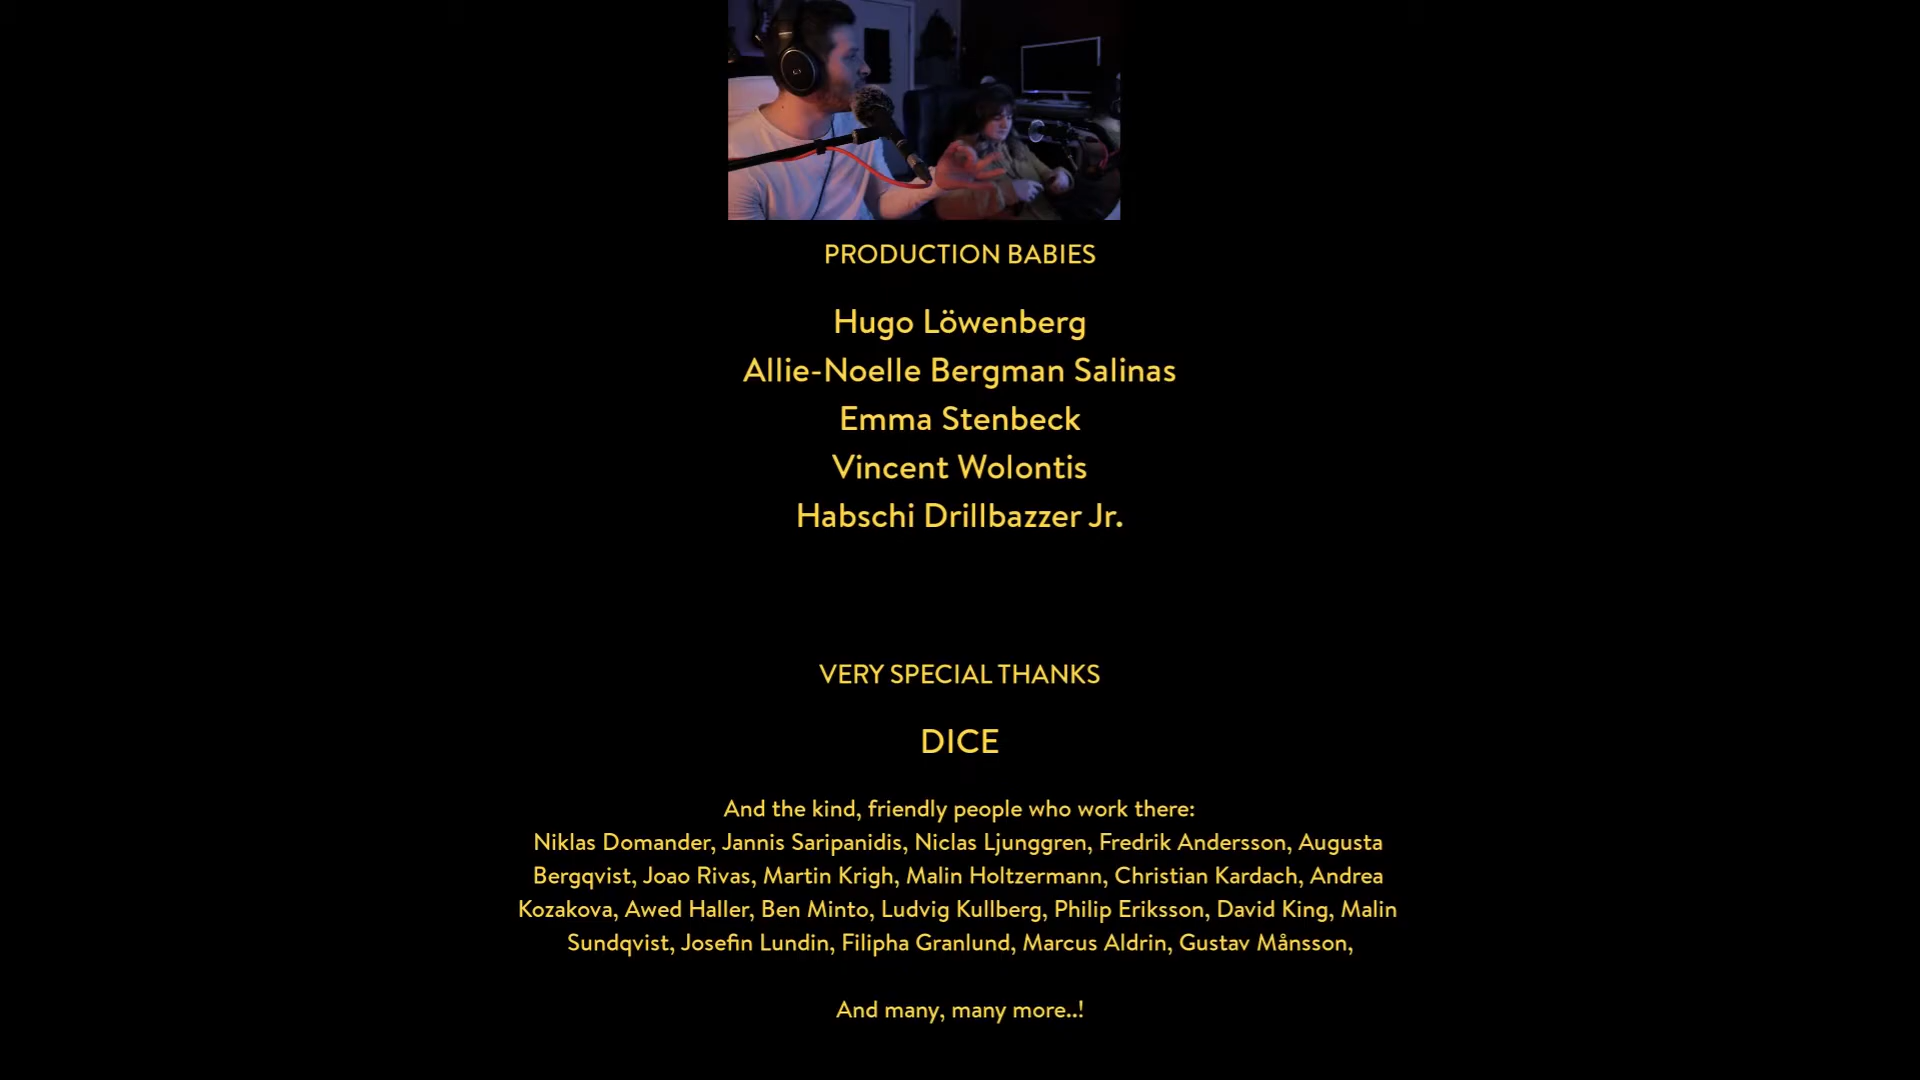 PRODUCTION BABIES
Hugo Löwenberg
Allie-Noelle Bergman Salinas
Emma Stenbeck
Vincent Wolontis
Habschi Drillbazzer Jr.
VERY SPECIAL THANKS
DICE
And the kind, friendly people who work there:
Niklas Domander, Jannis Saripanidis, Niclas Ljunggren, Fredrik Andersson, Augusta
Bergqvist, Joao Rivas, Martin Krigh, Malin Holtzermann, Christian Kardach, Andrea
Kozakova, Awed Haller, Ben Minto, Ludvig Kullberg, Philip Eriksson, David King, Malin
Sundqvist, Josefin Lundin, Filipha Granlund, Marcus Aldrin, Gustav Månsson,
And many, many more..!